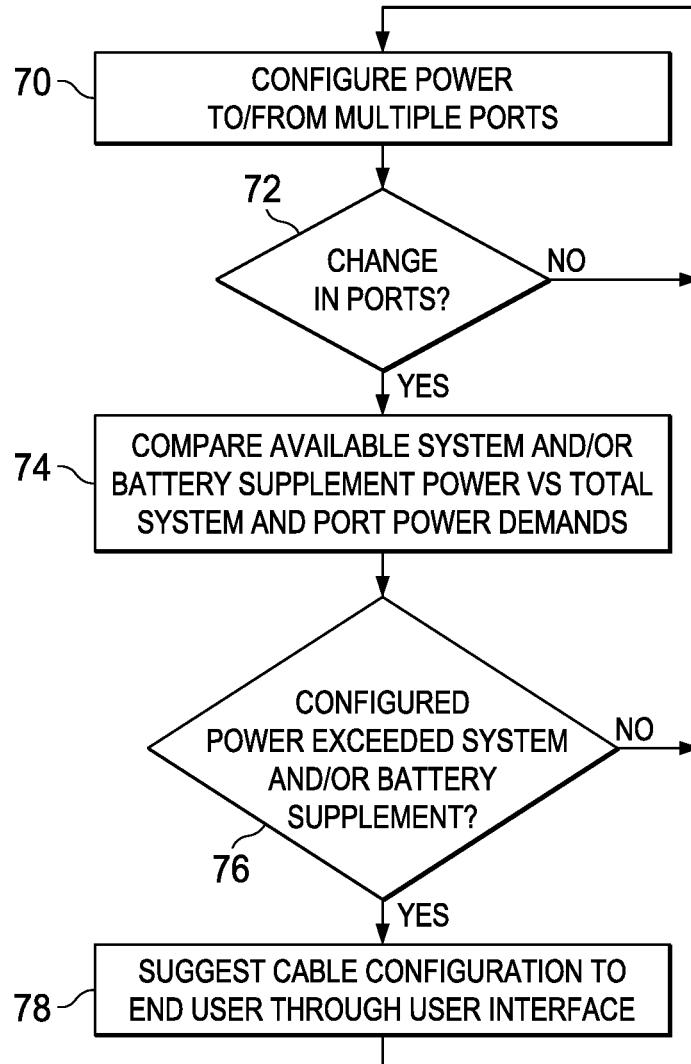 70
CONFIGURE POWER
TO/FROM MULTIPLE PORTS
72
CHANGE
IN PORTS?
NO
YES
74
COMPARE AVAILABLE SYSTEM AND/OR
BATTERY SUPPLEMENT POWER VS TOTAL
SYSTEM AND PORT POWER DEMANDS
CONFIGURED
POWER EXCEEDED SYSTEM
AND/OR BATTERY
SUPPLEMENT?
NO
76
YES
78
SUGGEST CABLE CONFIGURATION TO
END USER THROUGH USER INTERFACE